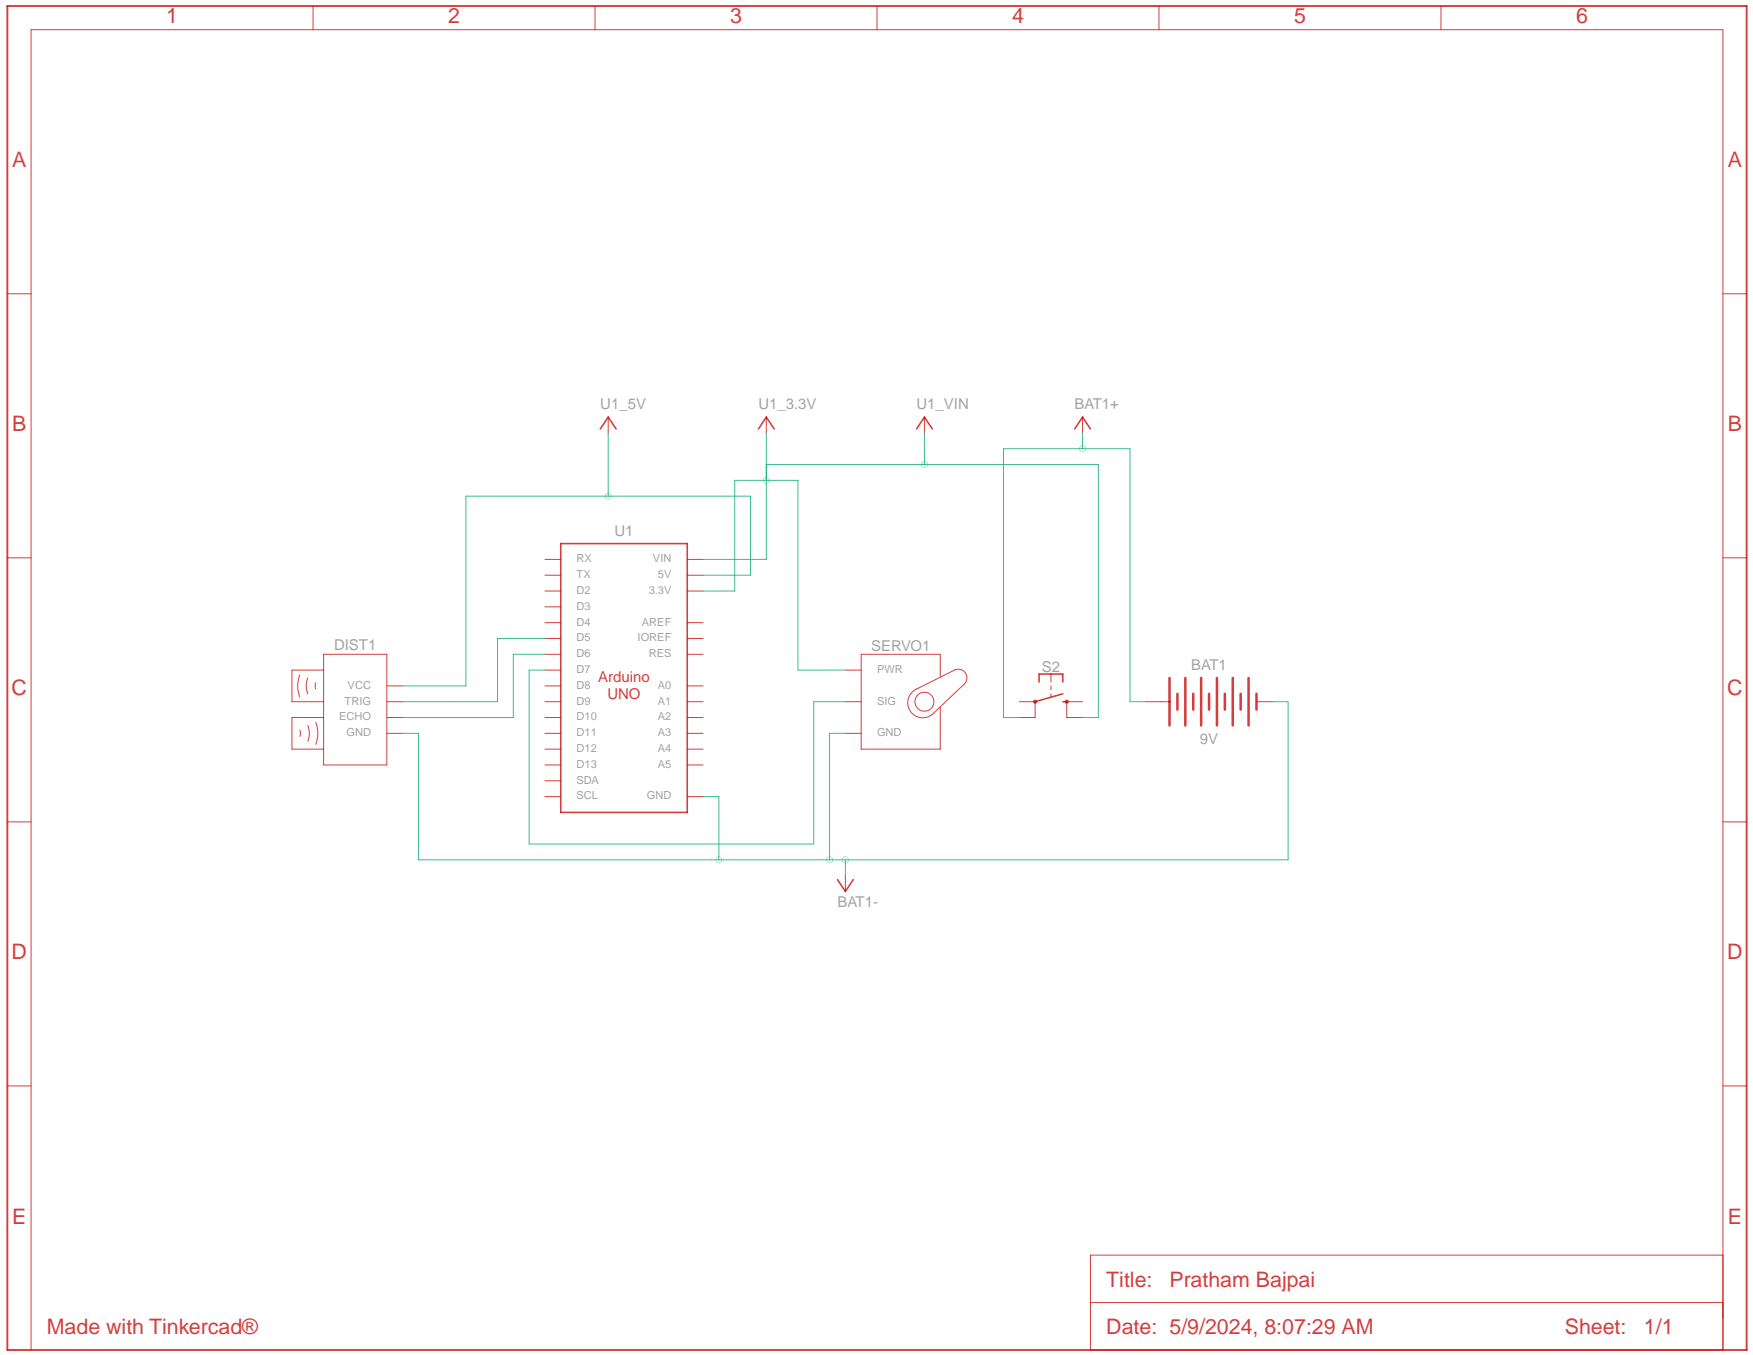 1 2 3 4 5 6
A A
U1_5V U1_3.3V U1_VIN BAT1+
B B
U1
RX VIN
TX 5V
D2 3.3V
D3
D4 AREF
D5 IOREF
D6 RES
D7
Arduino
UNO
D8 A0
D9 A1
D10 A2
D11 A3
D12 A4
D13 A5
SDA
SCL GND
DIST1
VCC
TRIG
ECHO
GND
SERVO1
PWR
SIG
GND
S2
BAT1
9V
C C
BAT1-
D D
E E
Title: Pratham Bajpai
Made with Tinkercad®
Date: 5/9/2024, 8:07:29 AM Sheet: 1/1